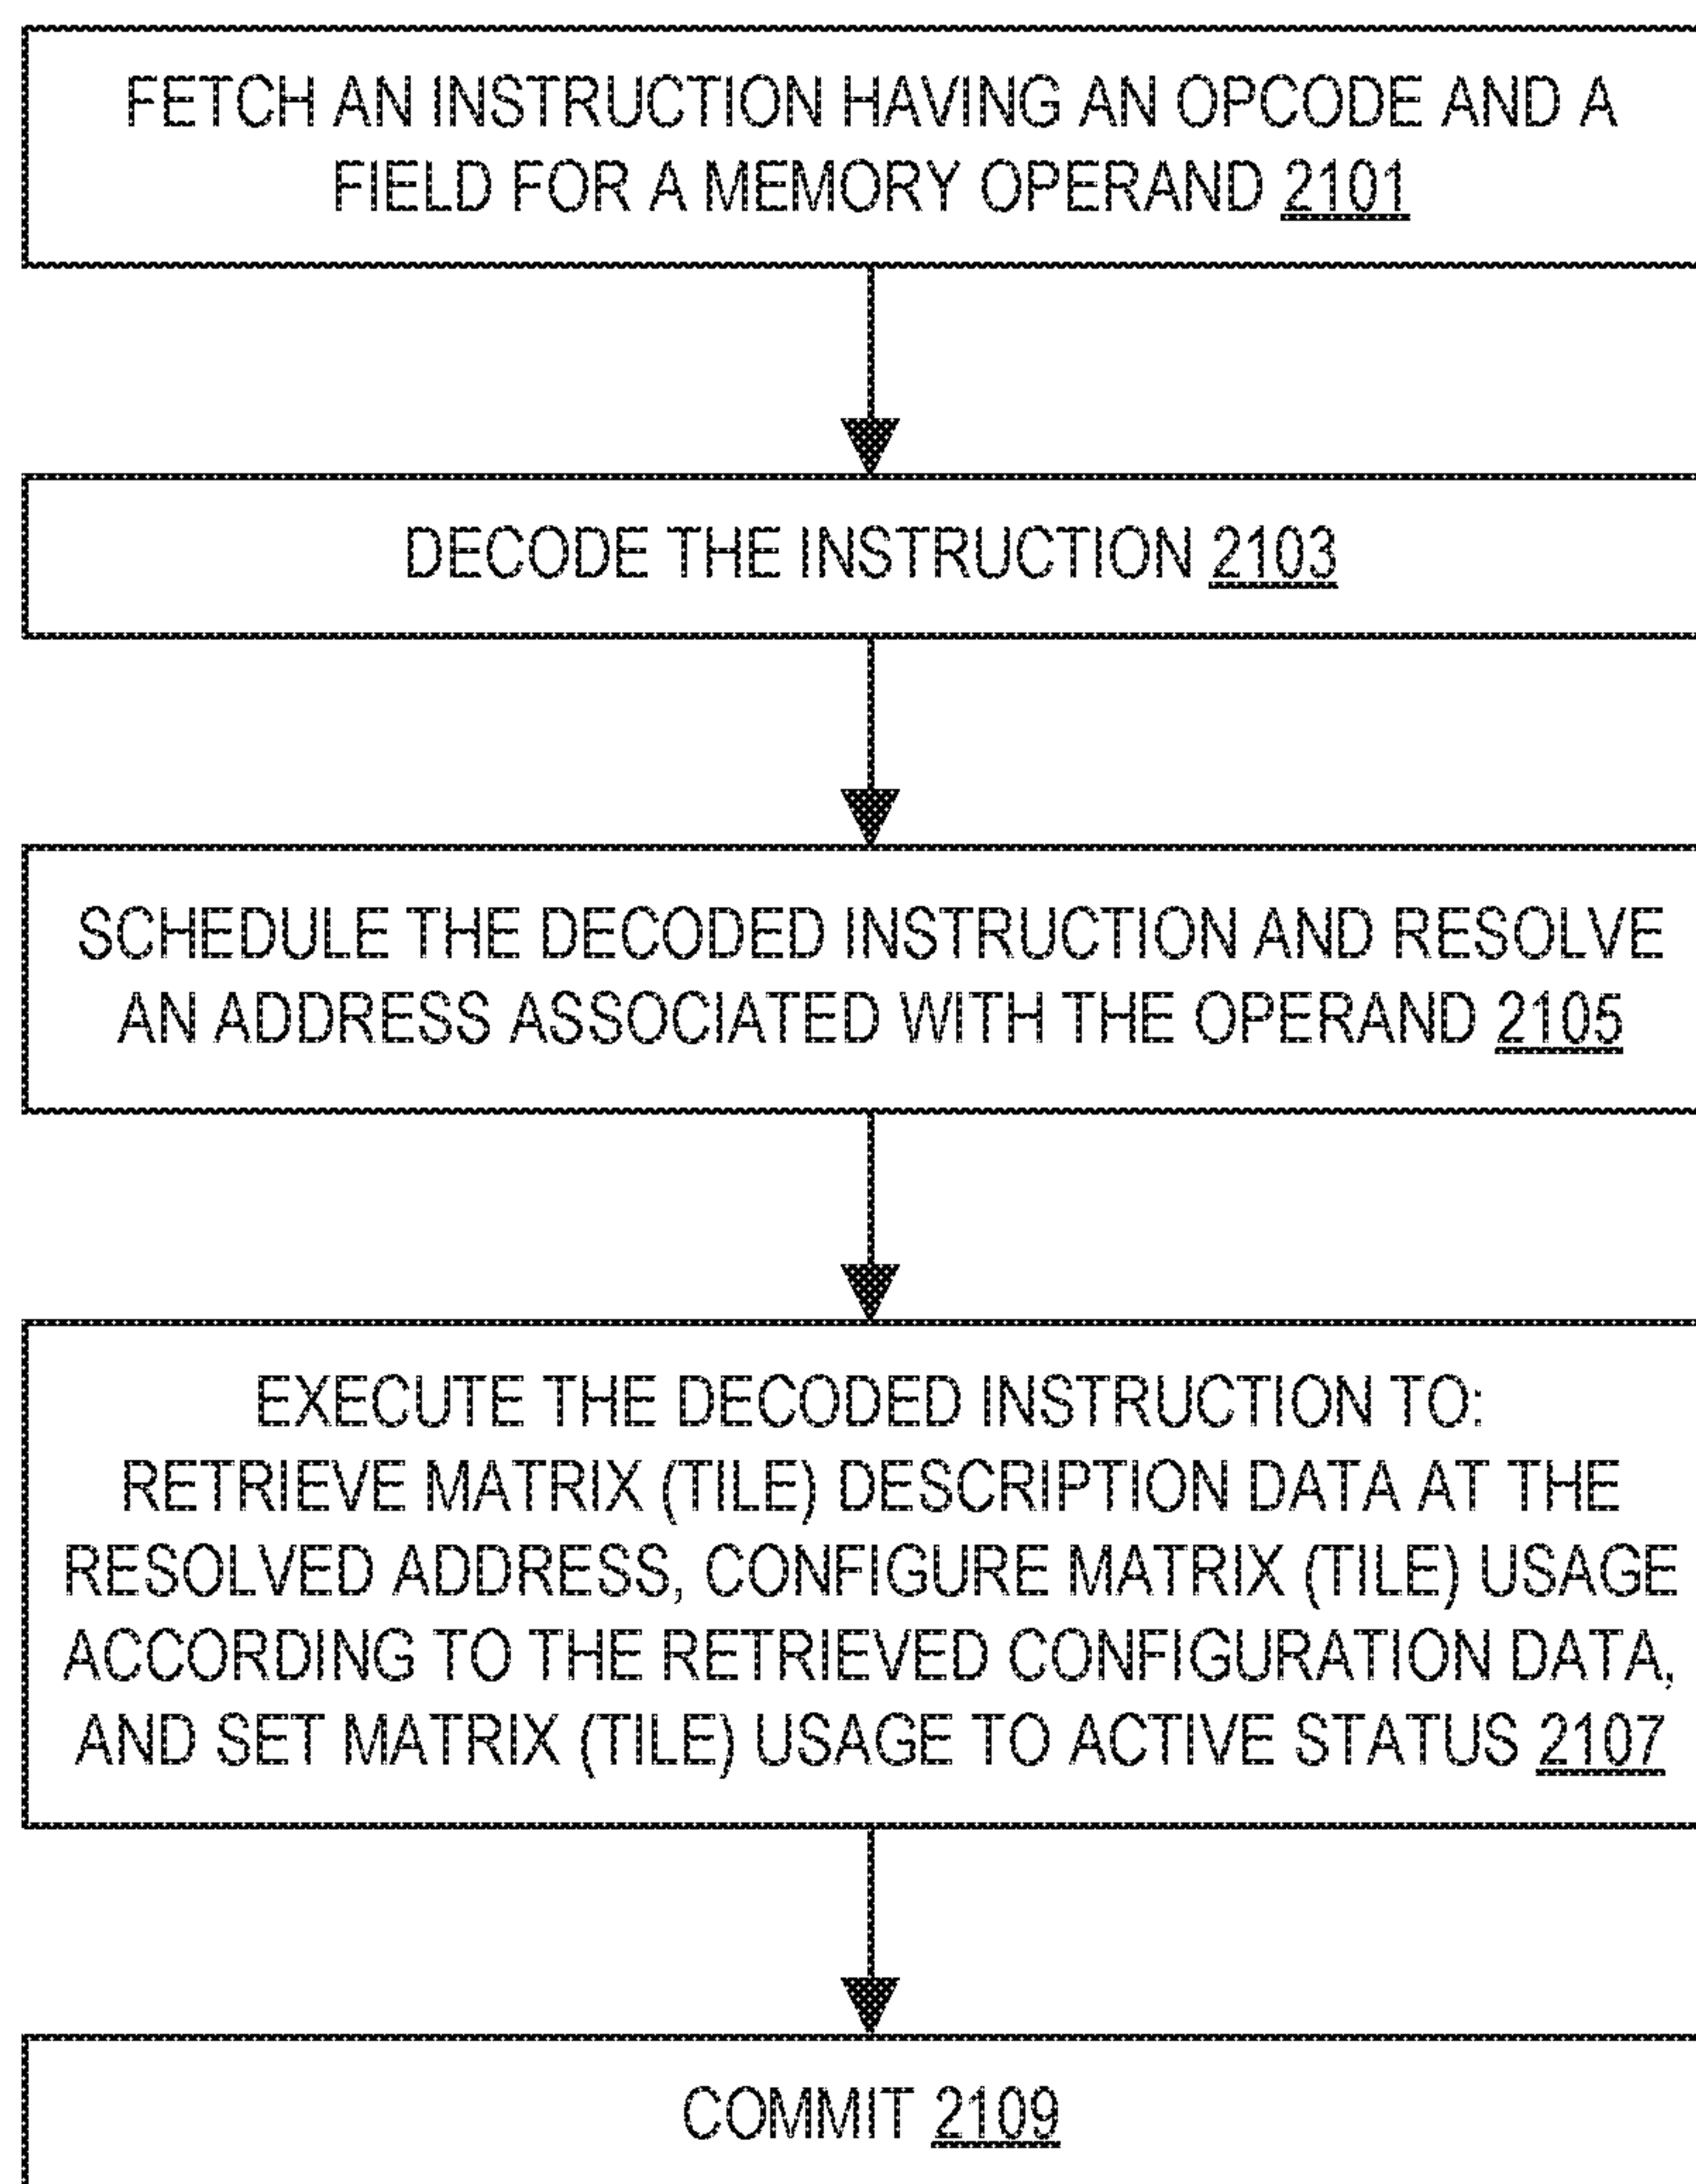 FETCH AN INSTRUCTION HAVING AN OPCODE AND A
FIELD FOR A MEMORY OPERAND 2101
DECODE THE INSTRUCTION 2103
SCHEDULE THE DECODED INSTRUCTION AND RESOLVE
AN ADDRESS ASSOCIATED WITH THE OPERAND 2105
EXECUTE THE DECODED INSTRUCTION TO:
RETRIEVE MATRIX (TILE) DESCRIPTION DATA AT THE
RESOLVED ADDRESS, CONFIGURE MATRIX (TILE) USAGE
ACCORDING TO THE RETRIEVED CONFIGURATION DATA,
AND SET MATRIX (TILE) USAGE TO ACTIVE STATUS 2107
COMMIT 2109